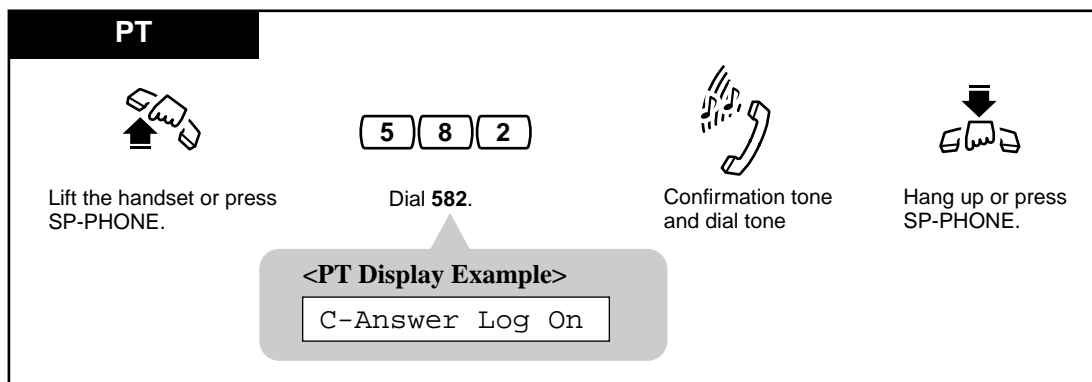 PT
5 8 2
Lift the handset or press
SP-PHONE.
Dial 582.
Confirmation tone
and dial tone
Hang up or press
SP-PHONE.
<PT Display Example>
C-Answer Log On